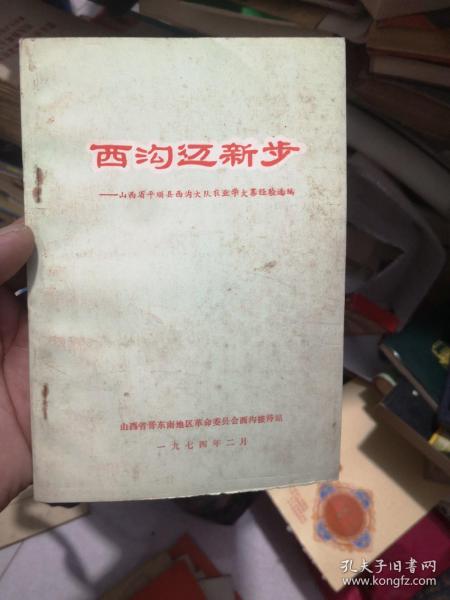 西沟迈新步
——山西省平顺县西沟大队农业学大寨经验选编
山西省晋东南地区革命委员会西沟接待站
一九七四年二月
孔夫子旧书网
www.kongfz.com